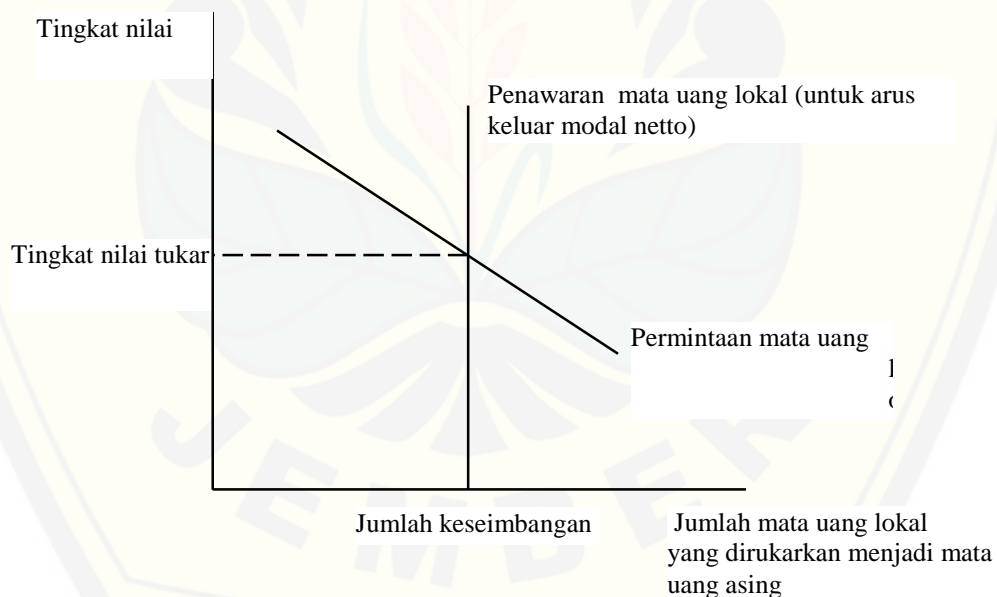 Tingkat nilai
Penawaran mata uang lokal (untuk arus
keluar modal netto)
Tingkat nilai tukar
Permintaan mata uang
Jumlah keseimbangan
Jumlah mata uang lokal
yang dirukarkan menjadi mata
uang asing
JEMBER